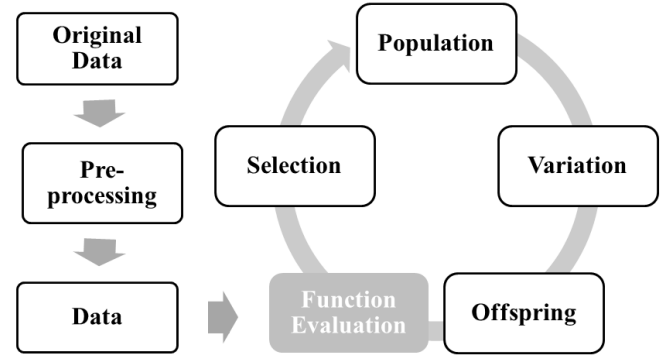 Original
Data
Pre-
processing
Data
Population
Variation
Offspring
Function
Evaluation
Selection